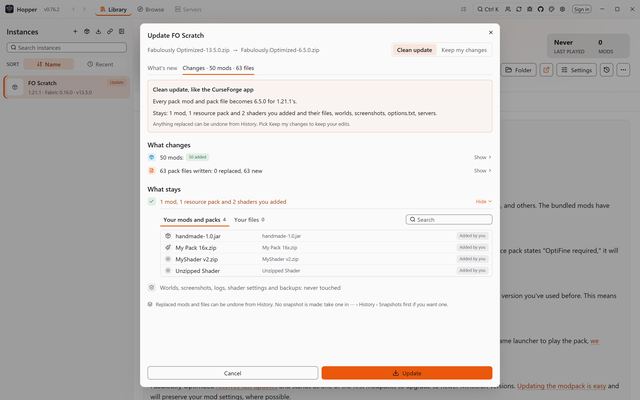 Hopper v0.76.2 Library Browse Servers Ctrl K Sign in
Instances
Search instances
SORT Name Recent
FO Scratch Update
1.21.1 · Fabric 0.16.0 · v13.5.0
Never 0
LAST PLAYED MODS
Folder Settings
Update FO Scratch
Fabulously Optimized-13.5.0.zip → Fabulously.Optimized-6.5.0.zip
Clean update Keep my changes
What's new Changes · 50 mods · 63 files
Clean update, like the CurseForge app
Every pack mod and pack file becomes 6.5.0 for 1.21.1's.
Stays: 1 mod, 1 resource pack and 2 shaders you added and their files, worlds, screenshots, options.txt, servers.
Anything replaced can be undone from History. Pick Keep my changes to keep your edits.
What changes
50 mods 50 added Show
63 pack files written: 0 replaced, 63 new Show
What stays
1 mod, 1 resource pack and 2 shaders you added Hide
Your mods and packs 4 Your files 0 Search
handmade-1.0.jar handmade-1.0.jar Added by you
My Pack 16x.zip My Pack 16x.zip Added by you
MyShader v2.zip MyShader v2.zip Added by you
Unzipped Shader Unzipped Shader Added by you
Worlds, screenshots, logs, shader settings and backups: never touched
Replaced mods and files can be undone from History. No snapshot is made: take one in ··· › History › Snapshots first if you want one.
Cancel Update
, and others. The bundled mods have
ce pack states "OptiFine required," it will
version you've used before. This means
ame launcher to play the pack, we
versions. Updating the modpack is easy and
will preserve your mod settings, where possible.